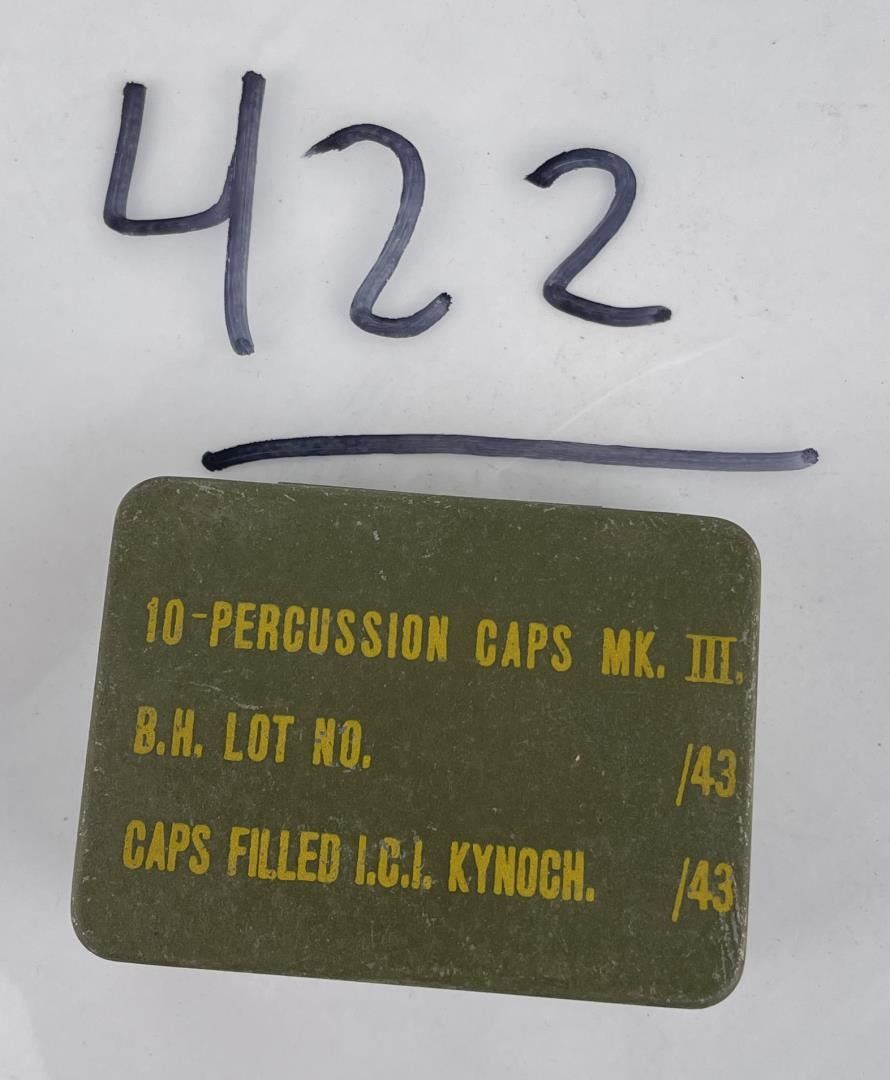 422
10-PERCUSSION CAPS MK. III.
B.H. LOT NO. /43
CAPS FILLED I.C.I. KYNOCH. /43